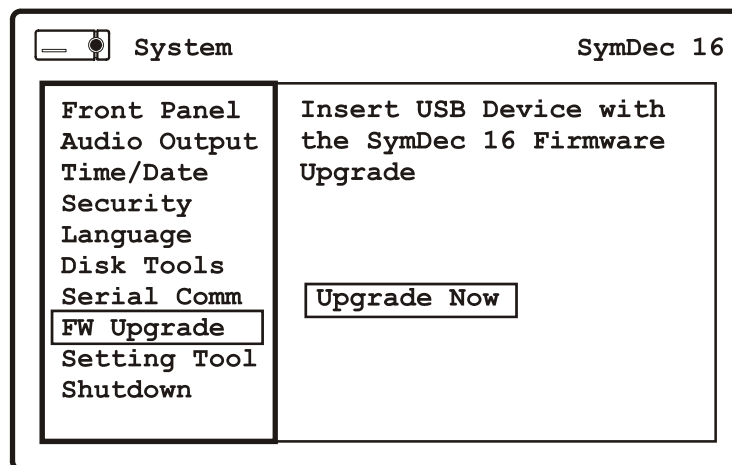 System
SymDec 16
Front Panel
Audio Output
Time/Date
Security
Language
Disk Tools
Serial Comm
FW Upgrade
Setting Tool
Shutdown
Insert USB Device with
the SymDec 16 Firmware
Upgrade
Upgrade Now